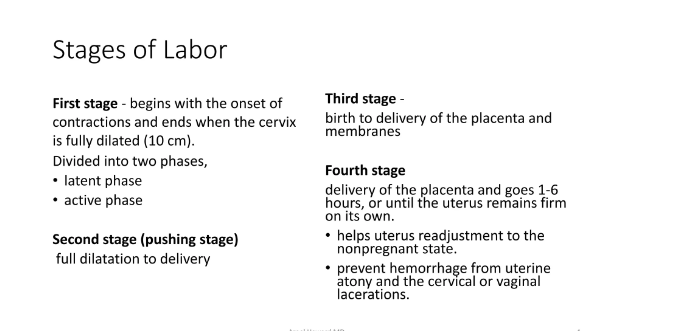 Stages of Labor
First stage - begins with the onset of
contractions and ends when the cervix
is fully dilated (10 cm).
Divided into two phases,
• latent phase
• active phase
Second stage (pushing stage)
full dilatation to delivery
Third stage -
birth to delivery of the placenta and
membranes
Fourth stage
delivery of the placenta and goes 1-6
hours, or until the uterus remains firm
on its own.
• helps uterus readjustment to the
nonpregnant state.
• prevent hemorrhage from uterine
atony and the cervical or vaginal
lacerations.